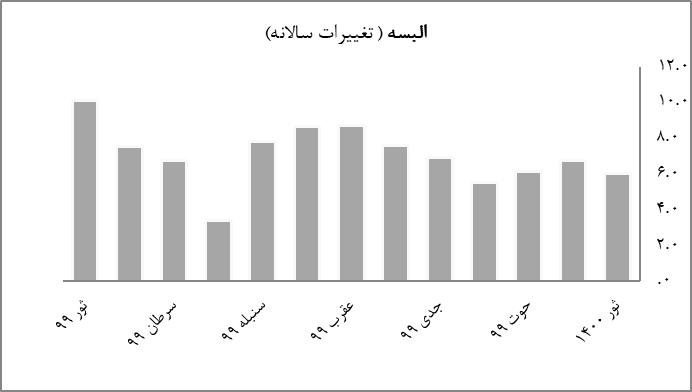 البسه (تغییرات سالانه)
۱۲.۰
۱۰.۰
۸.۰
۶.۰
۴.۰
۲.۰
.۰
ثور ۹۹
سرطان ۹۹
سنبله ۹۹
عقرب ۹۹
جدی ۹۹
حوت ۹۹
ثور ۱۴۰۰